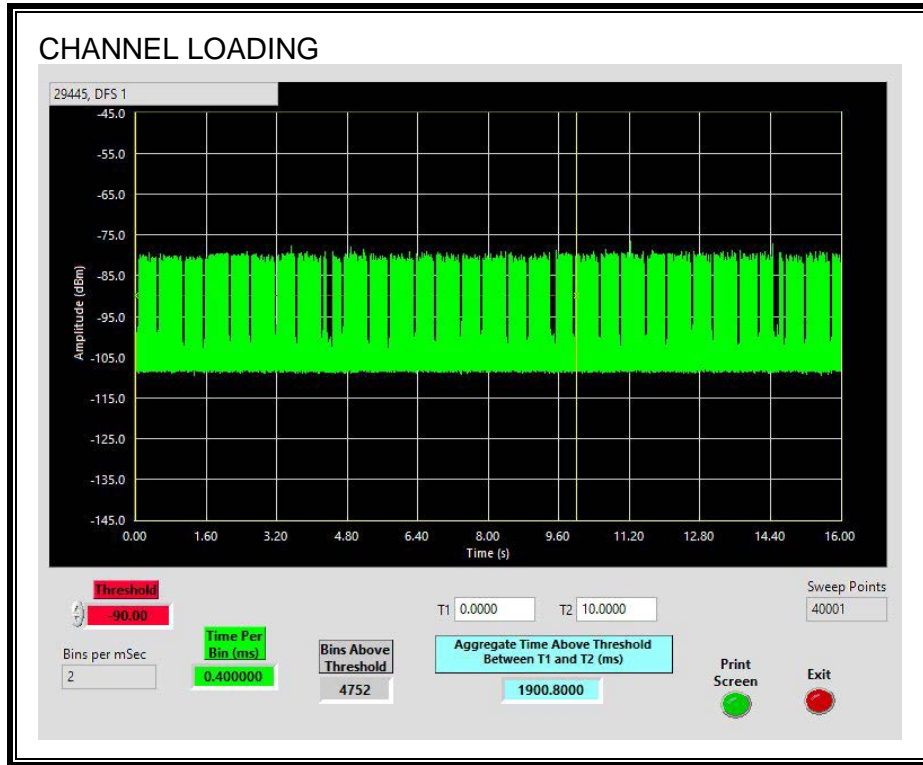 CHANNEL LOADING
29445, DFS 1
-45.0
-55.0
-65.0
-75.0
-85.0
-95.0
-105.0
-115.0
-125.0
-135.0
-145.0
Amplitude (dBm)
0.00 1.60 3.20 4.80 6.40 8.00 9.60 11.20 12.80 14.40 16.00
Time (s)
Threshold
-90.00
Bins per mSec
2
Time Per
Bin (ms)
0.400000
Bins Above
Threshold
4752
T1 0.0000 T2 10.0000
Aggregate Time Above Threshold
Between T1 and T2 (ms)
1900.8000
Sweep Points
40001
Print
Screen
Exit